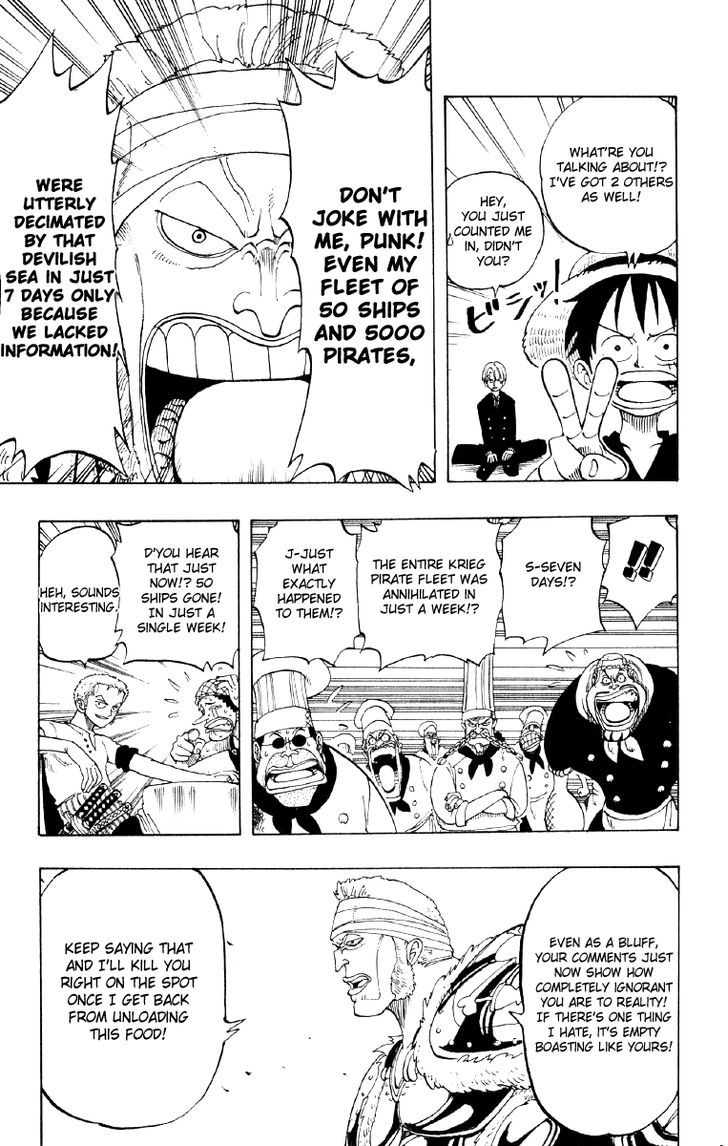 WHAT'RE YOU
TALKING ABOUT!?
I'VE GOT 2 OTHERS
AS WELL!
HEY,
YOU JUST
COUNTED ME
IN, DIDN'T
YOU?
ビシッ!
DON'T
JOKE WITH
ME, PUNK!
EVEN MY
FLEET OF
50 SHIPS
AND 5000
PIRATES,
WERE
UTTERLY
DECIMATED
BY THAT
DEVILISH
SEA IN JUST
7 DAYS ONLY
BECAUSE
WE LACKED
INFORMATION!
!!
S-SEVEN
DAYS!?
THE ENTIRE KRIEG
PIRATE FLEET WAS
ANNIHILATED IN
JUST A WEEK!?
J-JUST
WHAT
EXACTLY
HAPPENED
TO THEM!?
D'YOU HEAR
THAT JUST
NOW!? 50
SHIPS GONE!
IN JUST A
SINGLE WEEK!
HEH, SOUNDS
INTERESTING.
EVEN AS A BLUFF,
YOUR COMMENTS JUST
NOW SHOW HOW
COMPLETELY IGNORANT
YOU ARE TO REALITY!
IF THERE'S ONE THING
I HATE, IT'S EMPTY
BOASTING LIKE YOURS!
KEEP SAYING THAT
AND I'LL KILL YOU
RIGHT ON THE SPOT
ONCE I GET BACK
FROM UNLOADING
THIS FOOD!